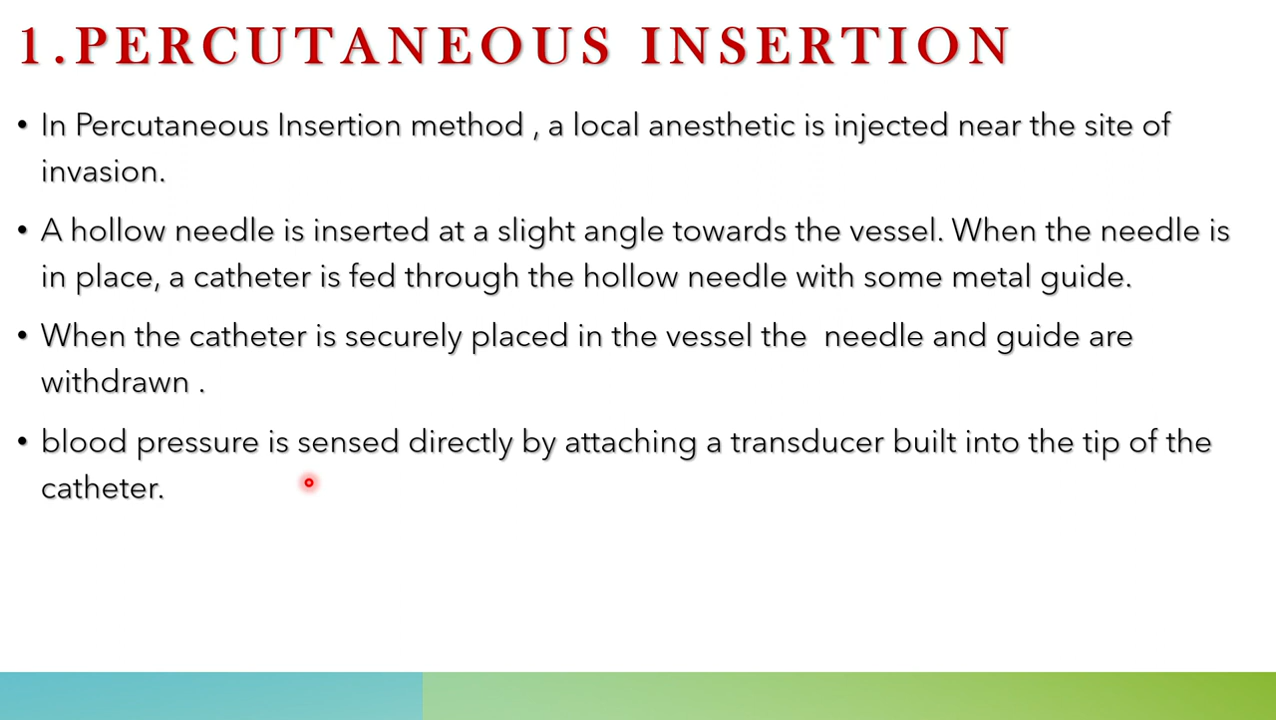 1.PERCUTANEOUS INSERTION
• In Percutaneous Insertion method , a local anesthetic is injected near the site of
invasion.
• A hollow needle is inserted at a slight angle towards the vessel. When the needle is
in place, a catheter is fed through the hollow needle with some metal guide.
• When the catheter is securely placed in the vessel the  needle and guide are
withdrawn .
• blood pressure is sensed directly by attaching a transducer built into the tip of the
catheter.